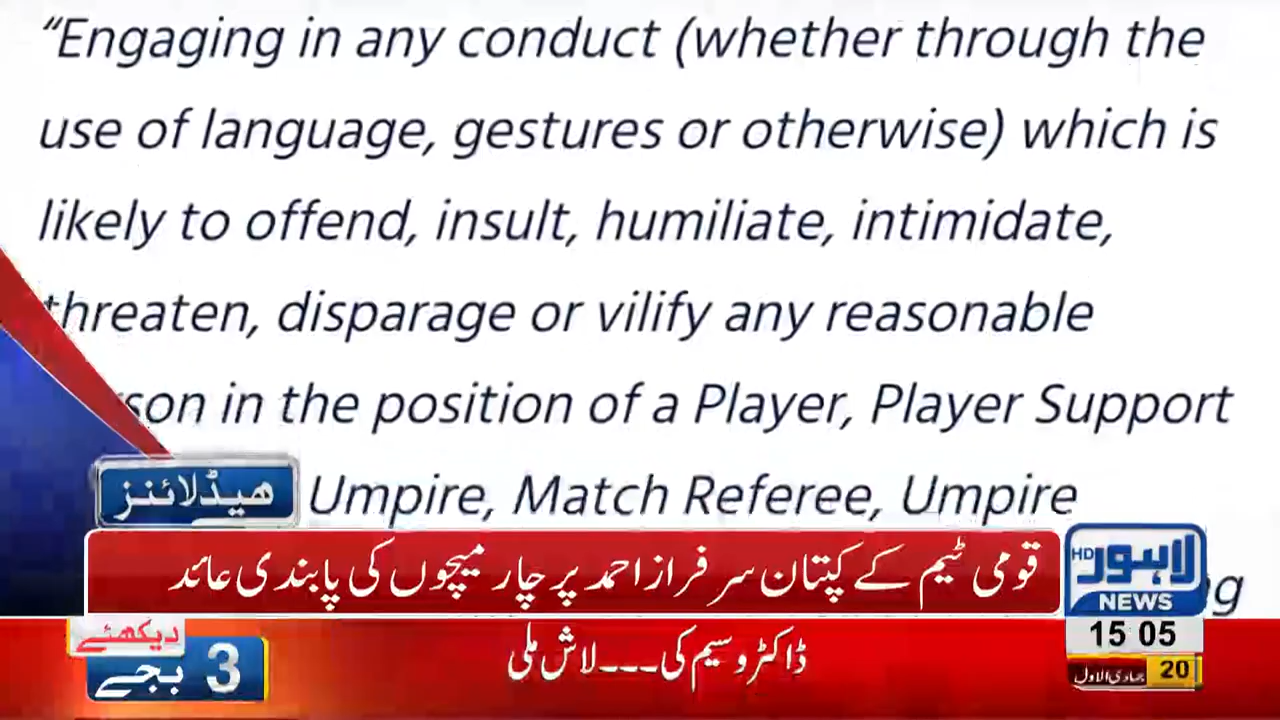 “Engaging in any conduct (whether through the
use of language, gestures or otherwise) which is
likely to offend, insult, humiliate, intimidate,
threaten, disparage or vilify any reasonable
in the position of a Player, Player Support
Umpire, Match Referee, Umpire
ھیڈلائنز
قومی ٹیم کے کپتان سرفراز احمد پر چار میچوں کی پابندی عائد
لاہور
HD
NEWS
15 05
20 جمادی الاول
دیکھئے
3 بجے
ڈاکٹر وسیم کی۔۔۔لاش ملی